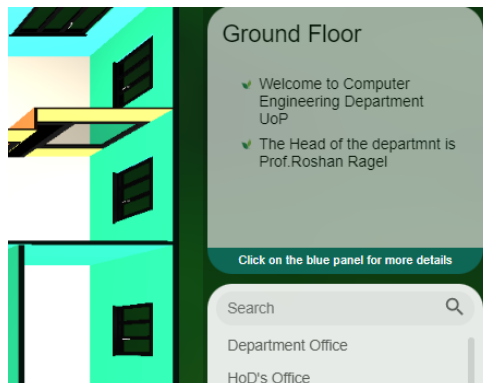 Ground Floor
Welcome to Computer
Engineering Department
UoP
The Head of the departmnt is
Prof.Roshan Ragel
Click on the blue panel for more details
Search
Department Office
HoD's Office